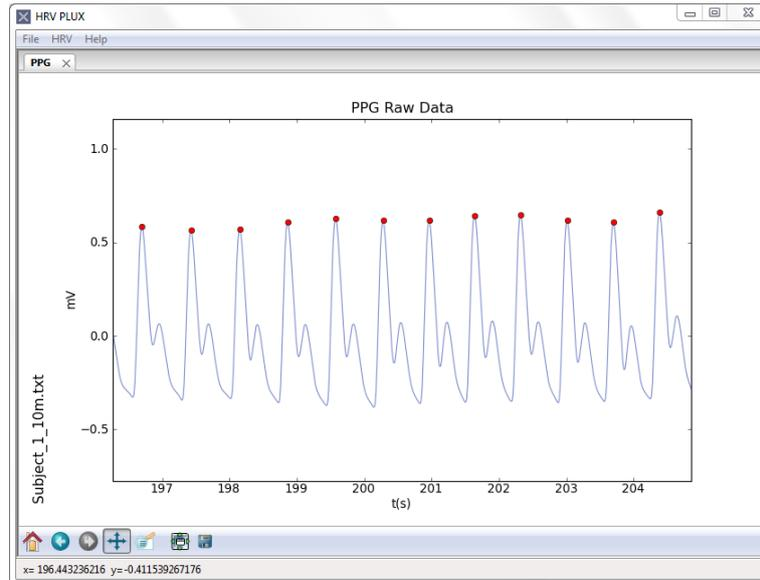 HRV PLUX
File HRV Help
PPG
PPG Raw Data
1.0
0.5
0.0
−0.5
mV
197 198 199 200 201 202 203 204
t(s)
Subject_1_10m.txt
x= 196.443236216 y=-0.411539267176